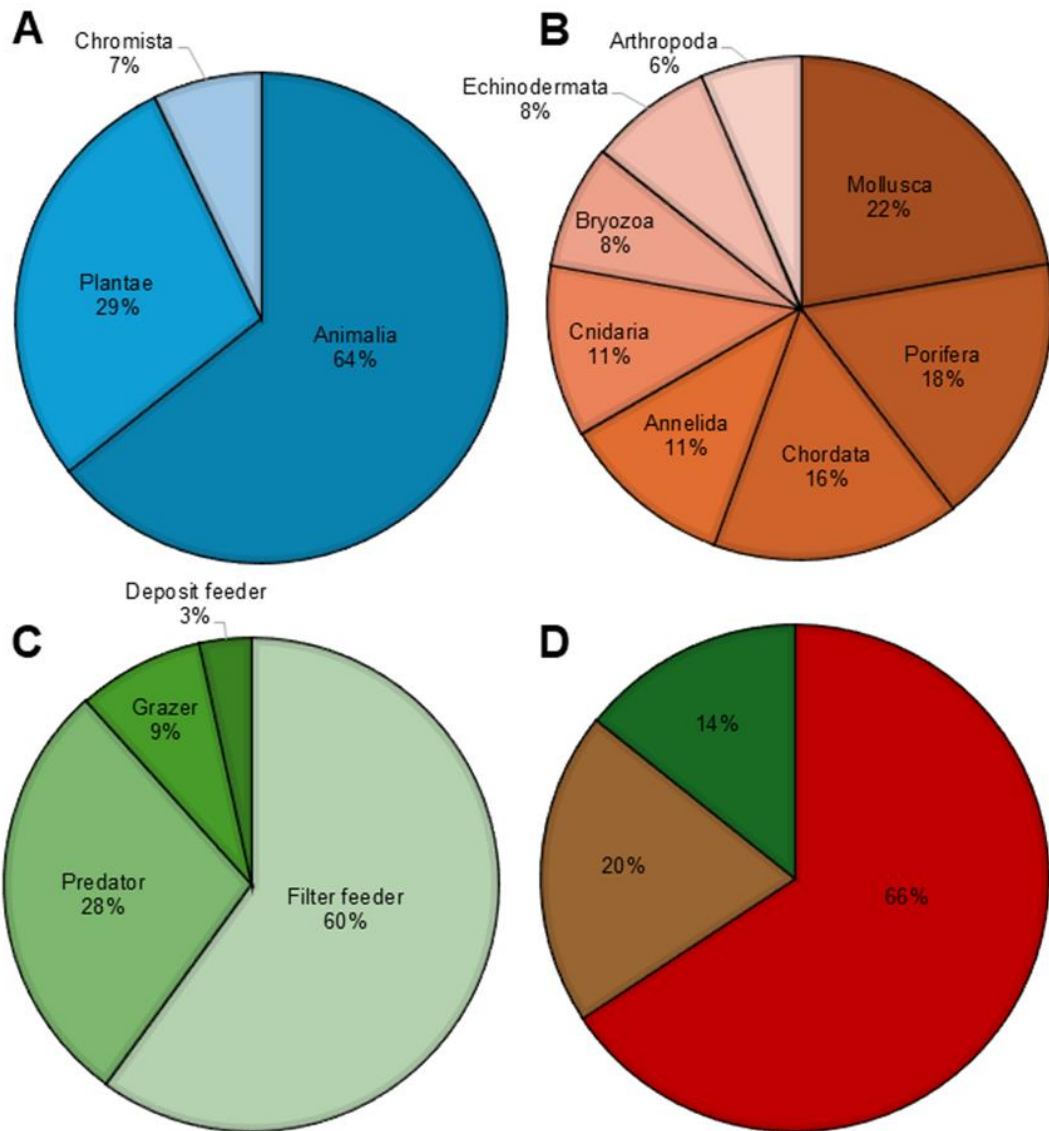 A
Chromista
7%
Plantae
29%
Animalia
64%
B
Arthropoda
6%
Echinodermata
8%
Mollusca
22%
Bryozoa
8%
Porifera
18%
Cnidaria
11%
Annelida
11%
Chordata
16%
C
Deposit feeder
3%
Grazer
9%
Predator
28%
Filter feeder
60%
D
14%
20%
66%